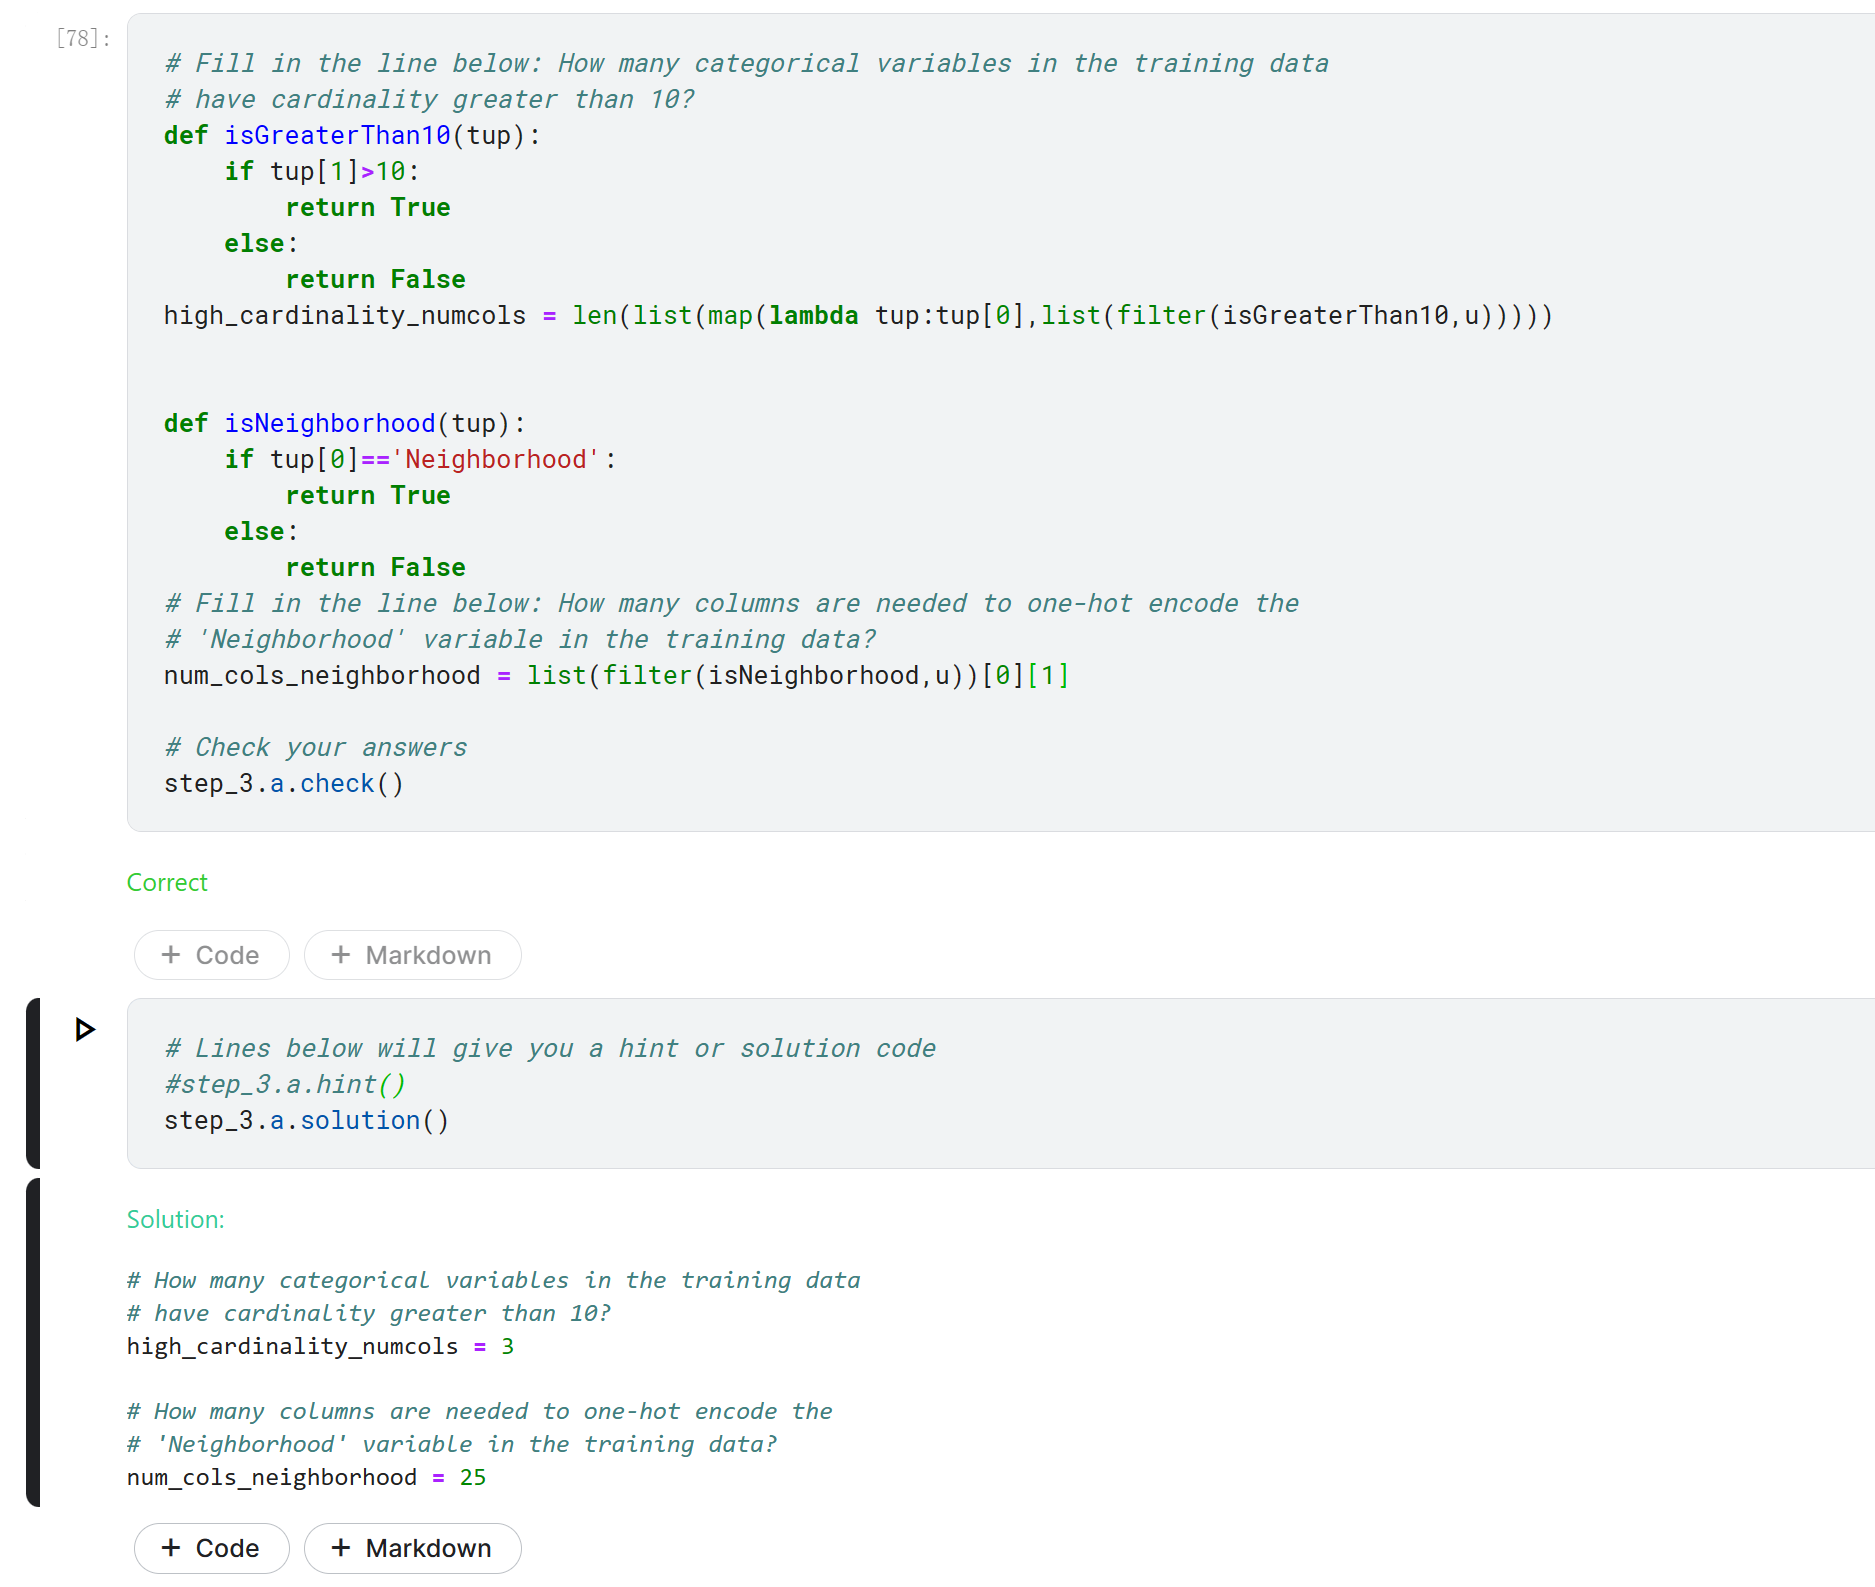 [78]:
# Fill in the line below: How many categorical variables in the training data
# have cardinality greater than 10?
def isGreaterThan10(tup):
    if tup[1]>10:
        return True
    else:
        return False
high_cardinality_numcols = len(list(map(lambda tup:tup[0],list(filter(isGreaterThan10,u)))))
def isNeighborhood(tup):
    if tup[0]=='Neighborhood':
        return True
    else:
        return False
# Fill in the line below: How many columns are needed to one-hot encode the
# 'Neighborhood' variable in the training data?
num_cols_neighborhood = list(filter(isNeighborhood,u))[0][1]
# Check your answers
step_3.a.check()
Correct
+ Code + Markdown
# Lines below will give you a hint or solution code
#step_3.a.hint()
step_3.a.solution()
Solution:
# How many categorical variables in the training data
# have cardinality greater than 10?
high_cardinality_numcols = 3
# How many columns are needed to one-hot encode the
# 'Neighborhood' variable in the training data?
num_cols_neighborhood = 25
+ Code + Markdown